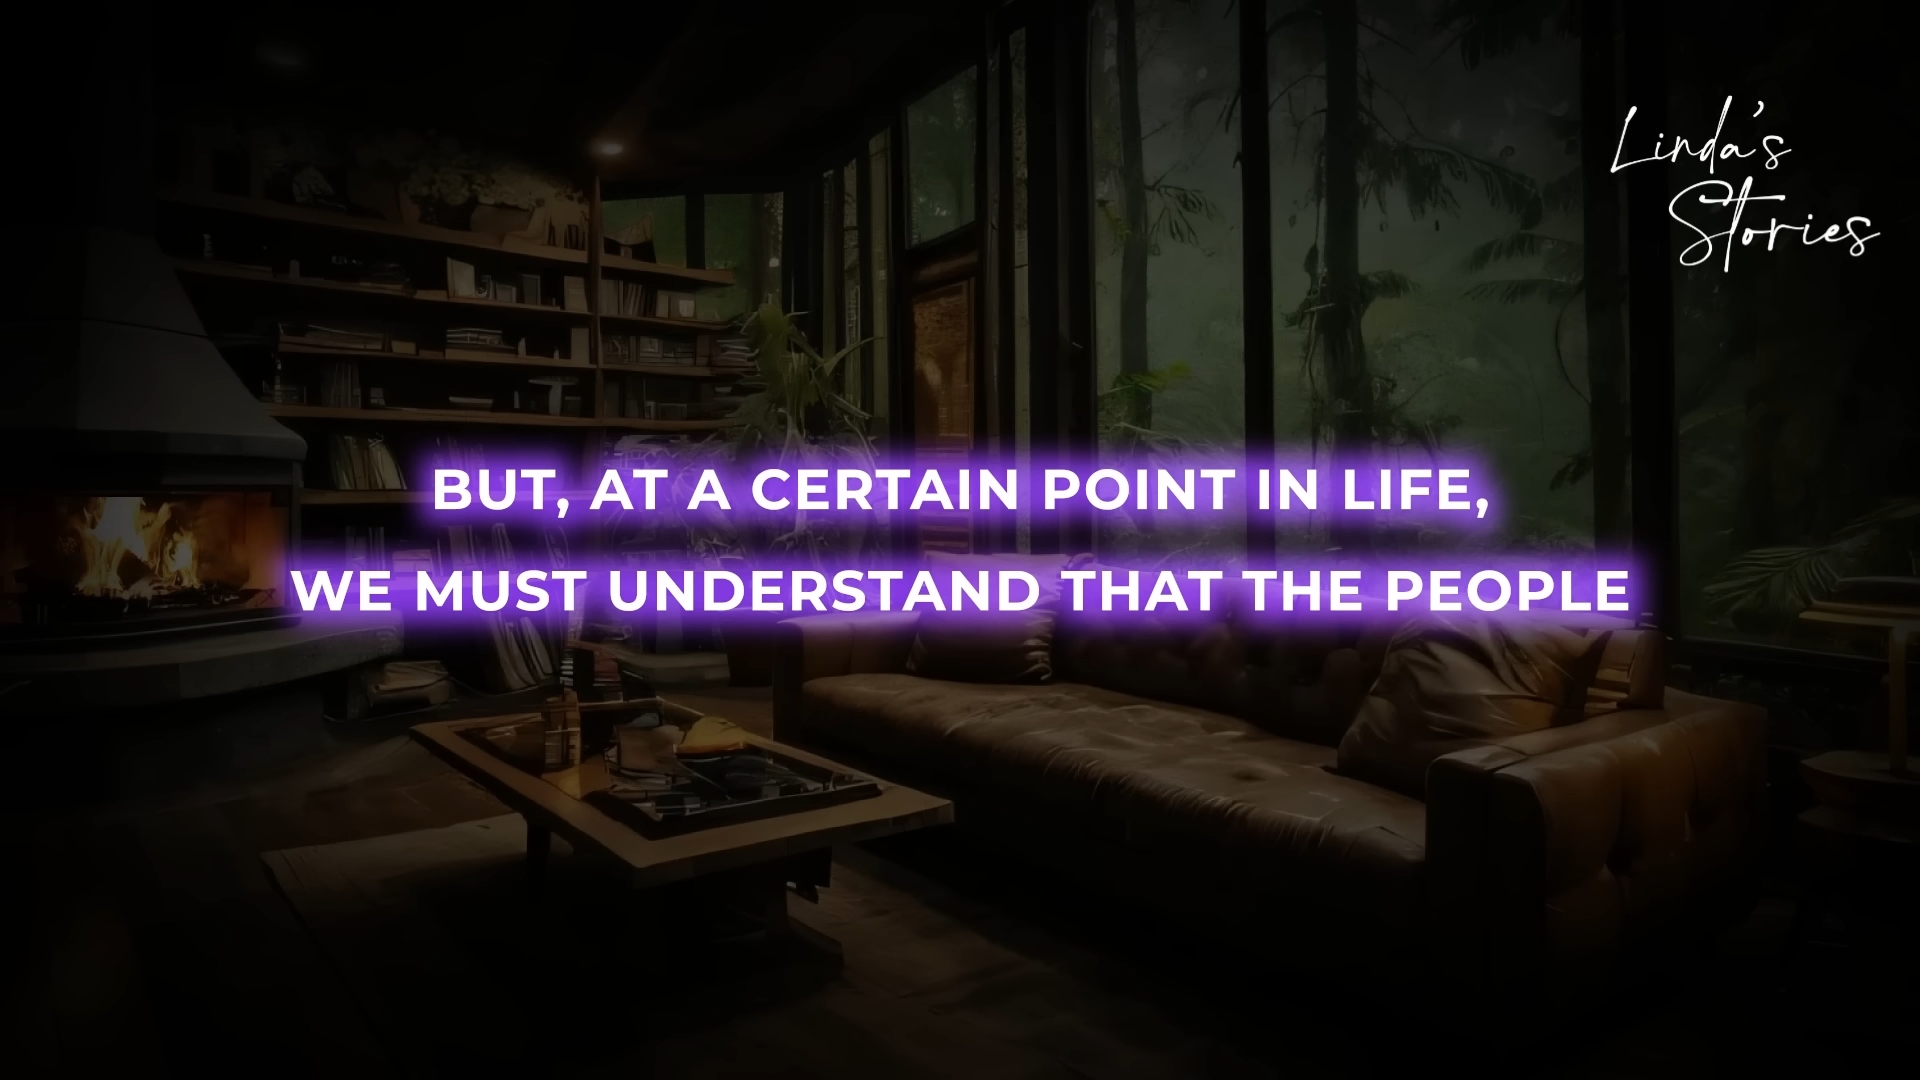 Linda's
Stories
BUT, AT A CERTAIN POINT IN LIFE,
WE MUST UNDERSTAND THAT THE PEOPLE